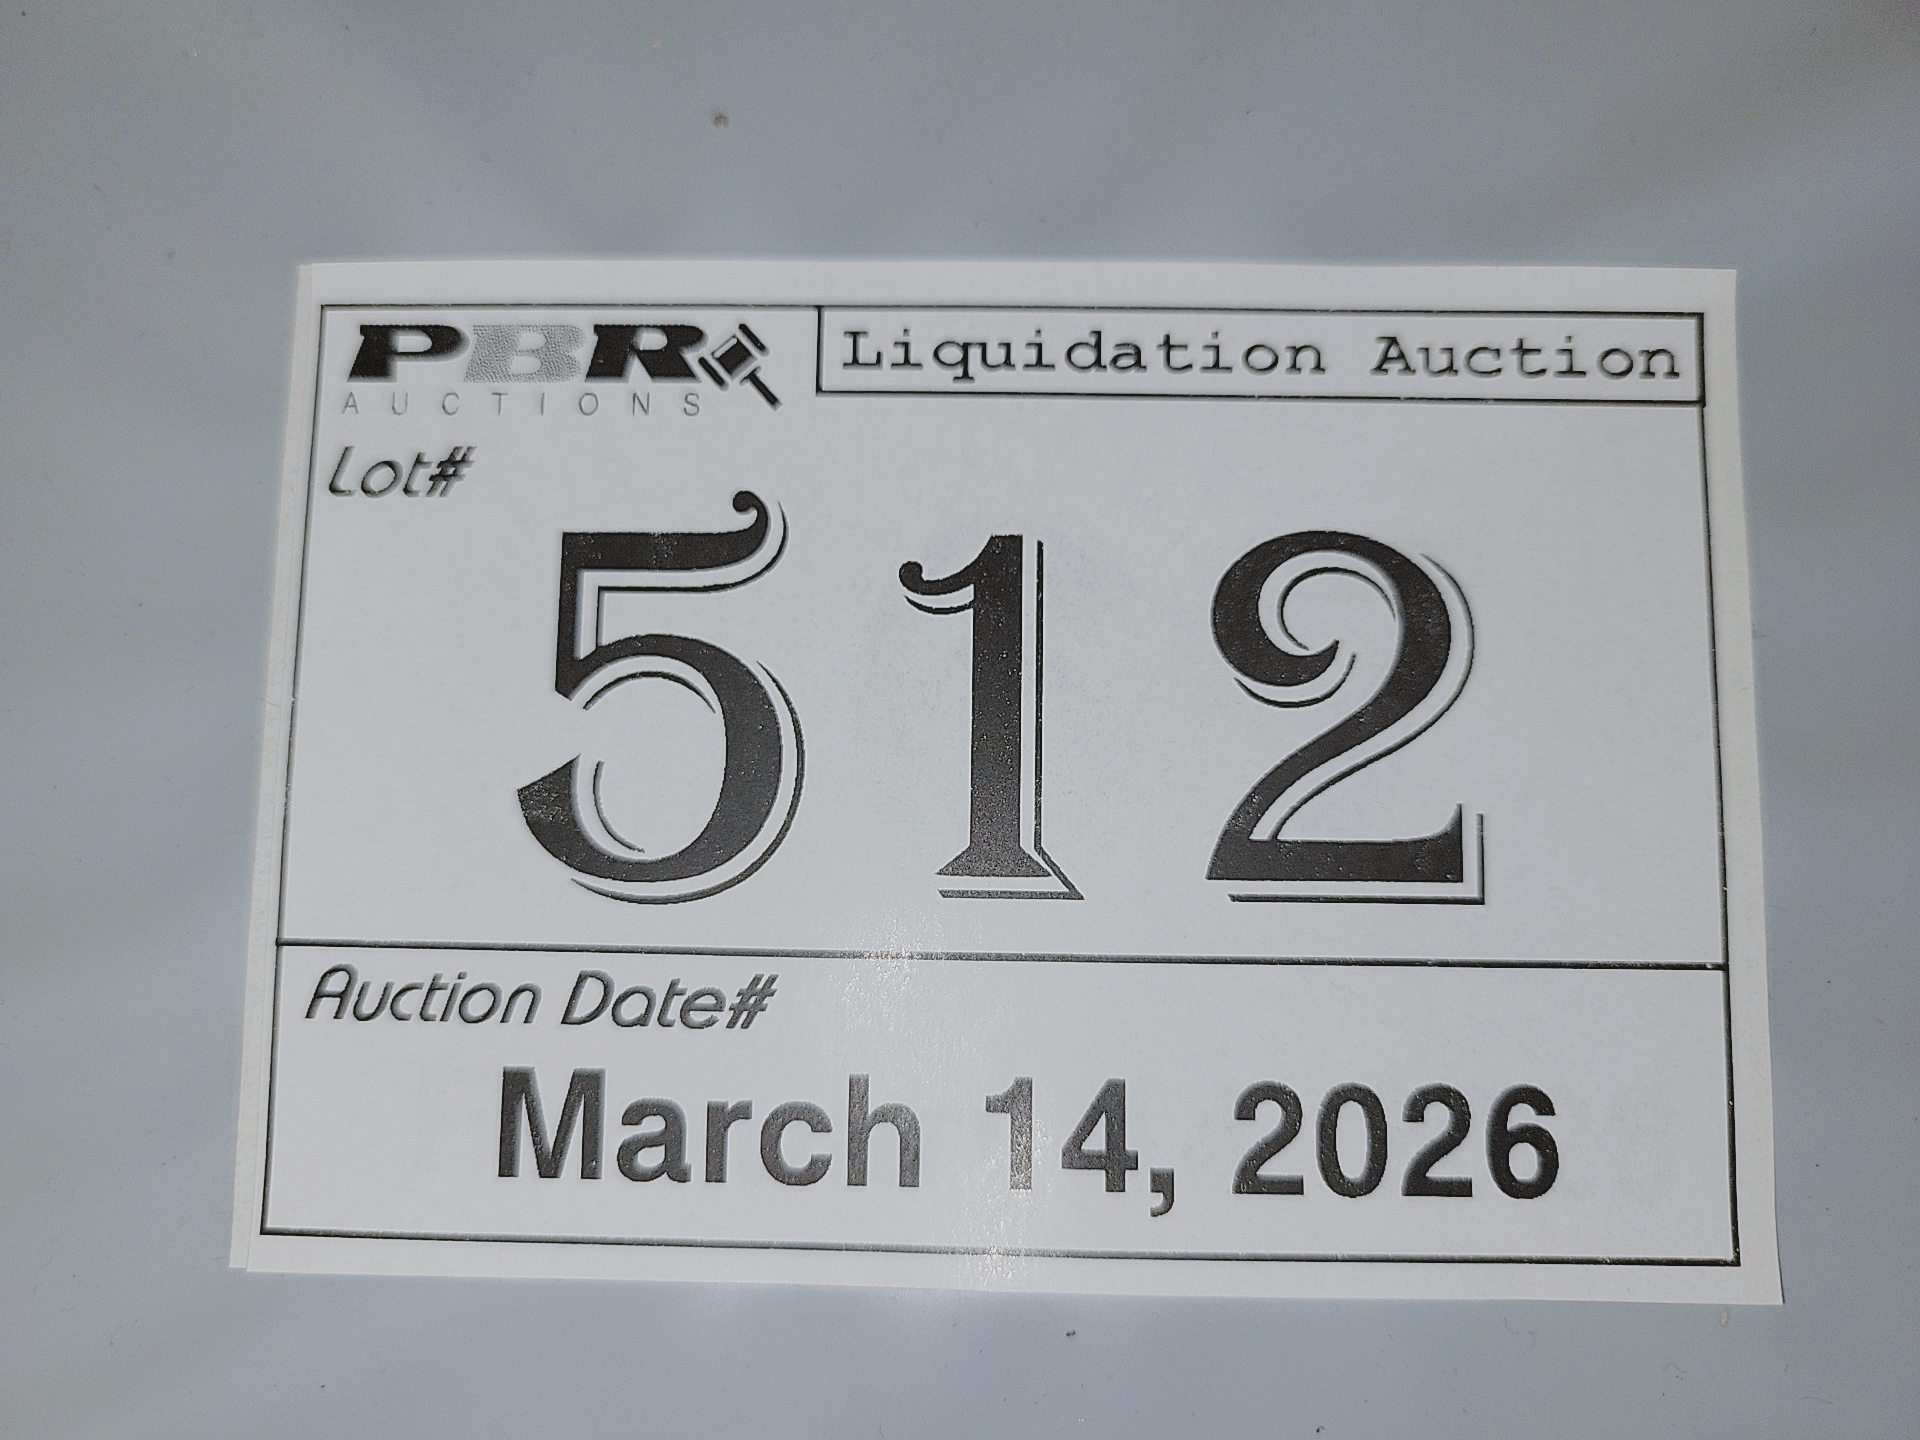 PBR
AUCTIONS
Liquidation Auction
Lot#
512
Auction Date#
March 14, 2026